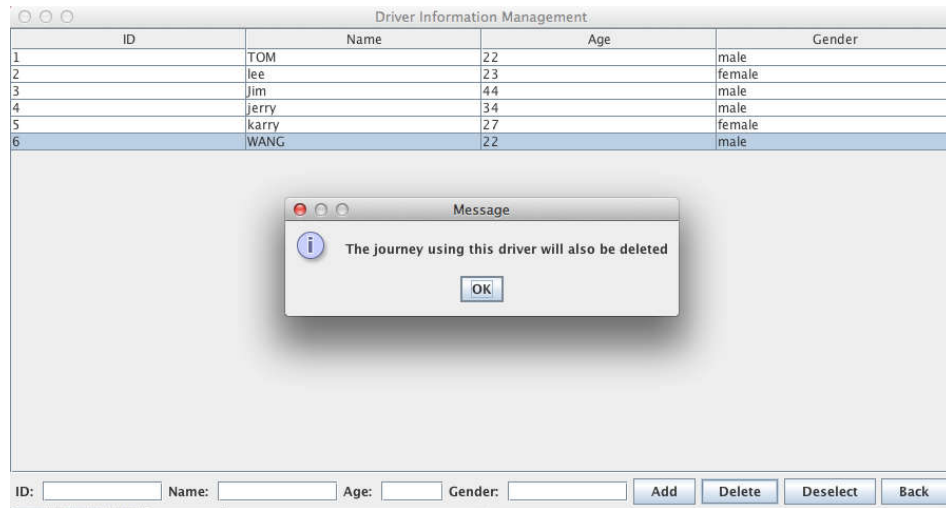 Driver Information Management
ID Name Age Gender
1 TOM 22 male
2 lee 23 female
3 Jim 44 male
4 jerry 34 male
5 karry 27 female
6 WANG 22 male
Message
i The journey using this driver will also be deleted
OK
ID: Name: Age: Gender: Add Delete Deselect Back